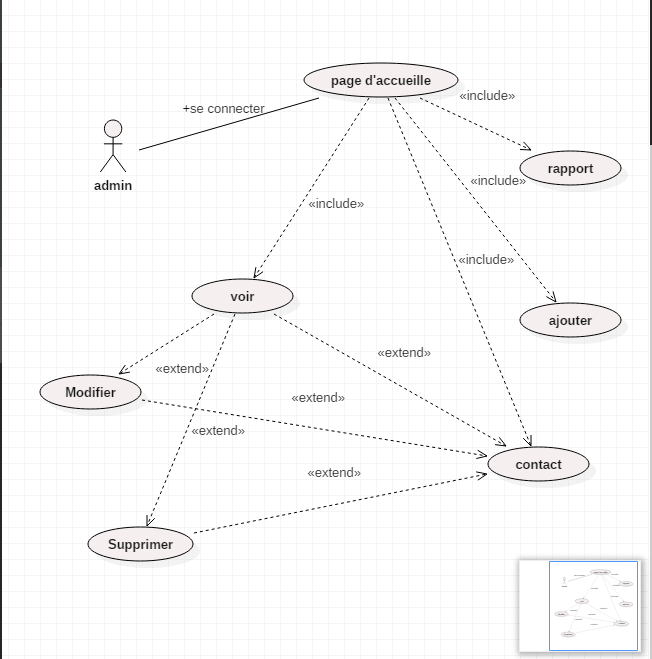 page d'accueille
«include»
+se connecter
admin
rapport
«include»
«include»
«include»
voir
ajouter
«extend»
«extend»
Modifier
«extend»
«extend»
contact
«extend»
Supprimer